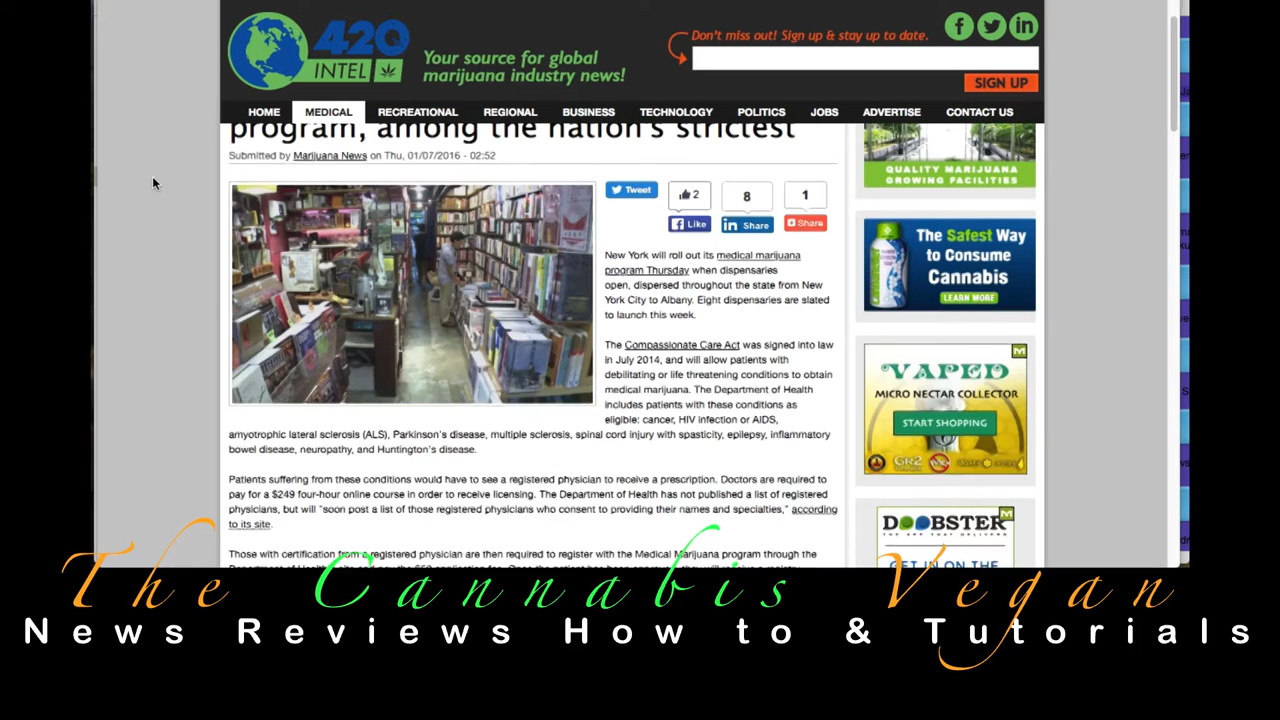 420
INTEL
Your source for global
marijuana industry news!
Don't miss out! Sign up & stay up to date.
SIGN UP
HOME MEDICAL RECREATIONAL REGIONAL BUSINESS TECHNOLOGY POLITICS JOBS ADVERTISE CONTACT US
program, among the nation's strictest
Submitted by Marijuana News on Thu, 01/07/2016 - 02:52
Tweet
2
Like
8
Share
1
Share
New York will roll out its medical marijuana
program Thursday when dispensaries
open, dispersed throughout the state from New
York City to Albany. Eight dispensaries are slated
to launch this week.
The Compassionate Care Act was signed into law
in July 2014, and will allow patients with
debilitating or life threatening conditions to obtain
medical marijuana. The Department of Health
includes patients with these conditions as
eligible: cancer, HIV infection or AIDS,
amyotrophic lateral sclerosis (ALS), Parkinson's disease, multiple sclerosis, spinal cord injury with spasticity, epilepsy, inflammatory
bowel disease, neuropathy, and Huntington's disease.
Patients suffering from these conditions would have to see a registered physician to receive a prescription. Doctors are required to
pay for a $249 four-hour online course in order to receive licensing. The Department of Health has not published a list of registered
physicians, but will "soon post a list of those registered physicians who consent to providing their names and specialties," according
to its site.
Those with certification from a registered physician are then required to register with the Medical Marijuana program through the
QUALITY MARIJUANA
GROWING FACILITIES
The Safest Way
to Consume
Cannabis
LEARN MORE
VAPED
MICRO NECTAR COLLECTOR
START SHOPPING
DOOBSTER
THE APP THAT DELIVERS
GET IN ON THE
The Cannabis Vegan
News Reviews How to & Tutorials